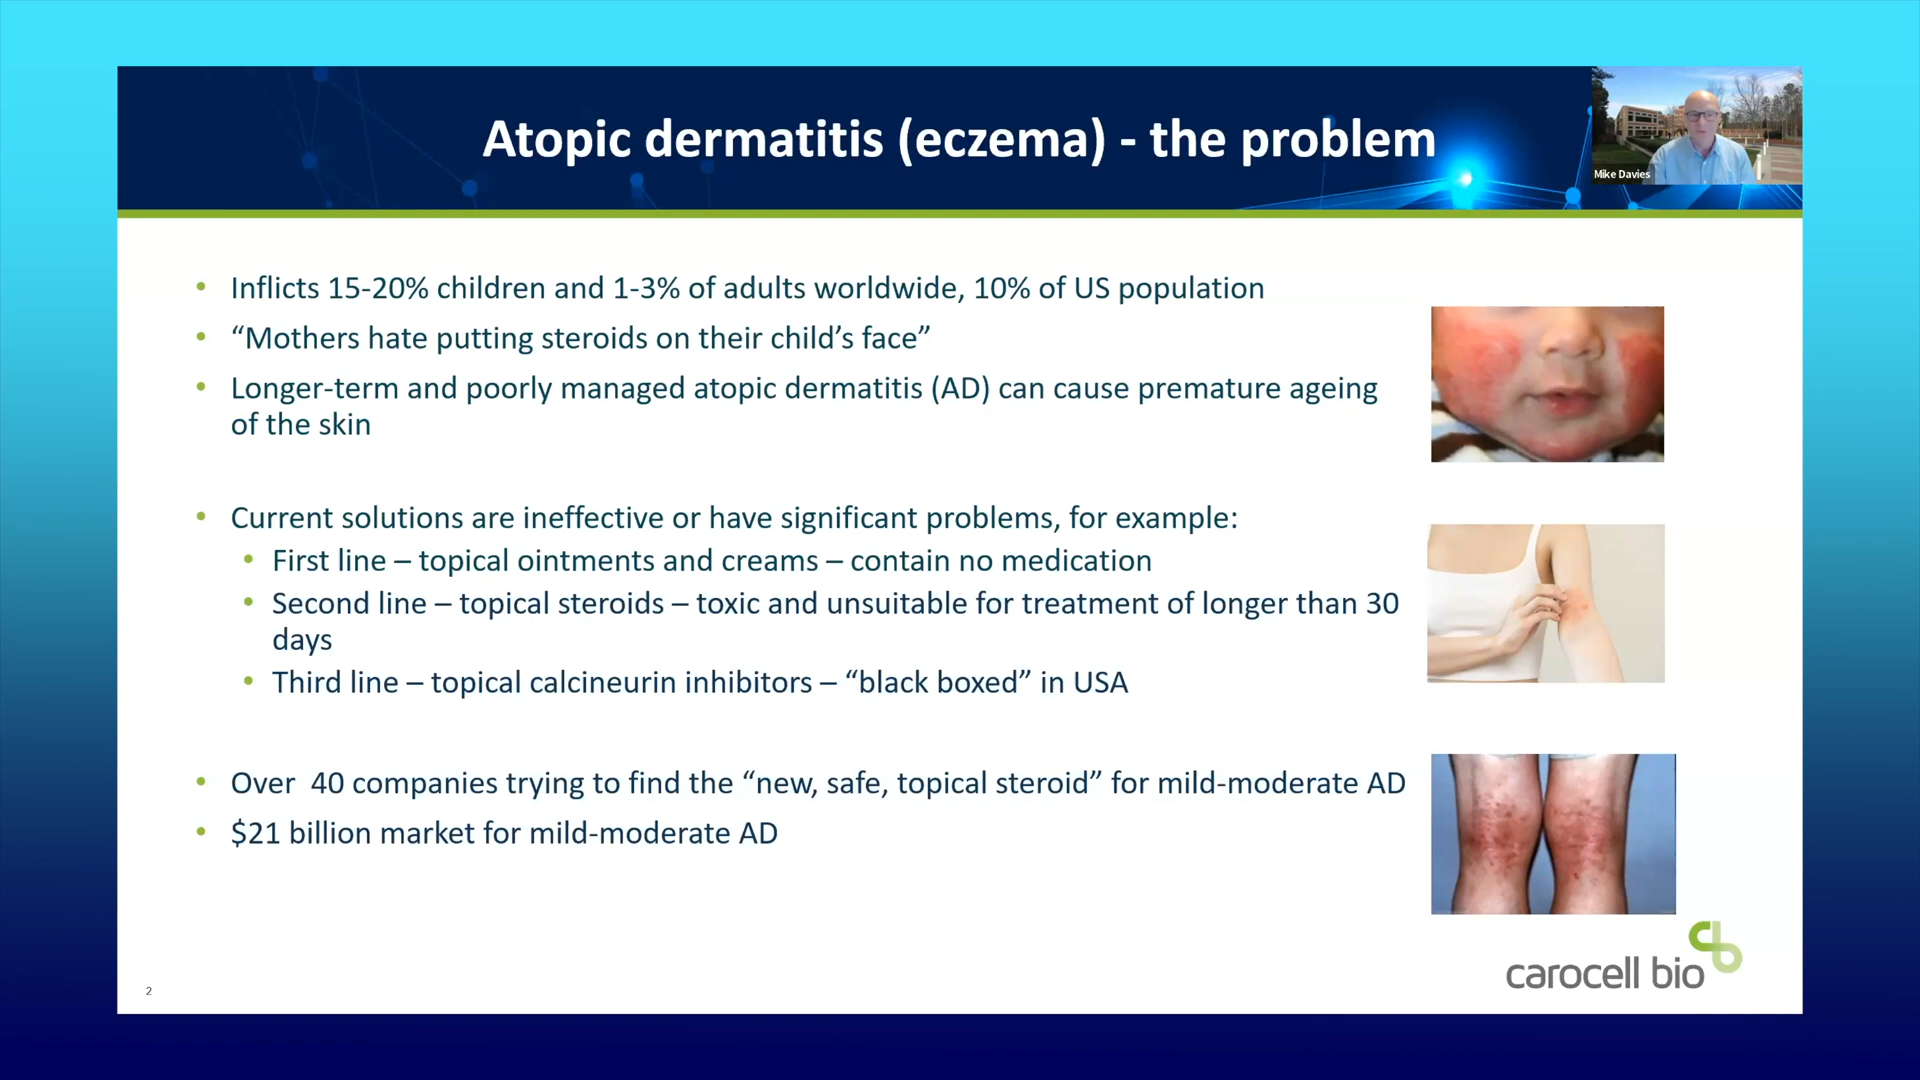 Atopic dermatitis (eczema) - the problem
Mike Davies
• Inflicts 15-20% children and 1-3% of adults worldwide, 10% of US population
• “Mothers hate putting steroids on their child’s face”
• Longer-term and poorly managed atopic dermatitis (AD) can cause premature ageing
of the skin
• Current solutions are ineffective or have significant problems, for example:
• First line – topical ointments and creams – contain no medication
• Second line – topical steroids – toxic and unsuitable for treatment of longer than 30
days
• Third line – topical calcineurin inhibitors – “black boxed” in USA
• Over  40 companies trying to find the “new, safe, topical steroid” for mild-moderate AD
• $21 billion market for mild-moderate AD
carocell bio
2